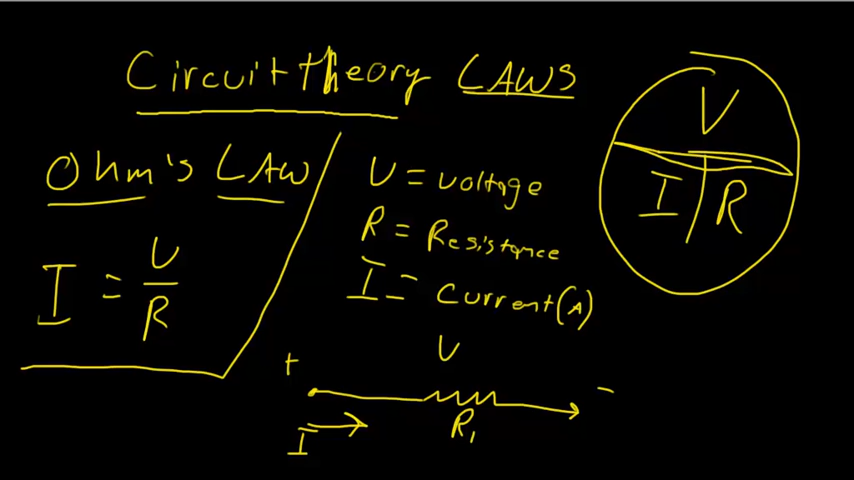 Circuit theory LAWS
Ohm's LAW
I = V/R
V = voltage
R = Resistance
I = current(A)
V
I R
V
+ -
R1
I